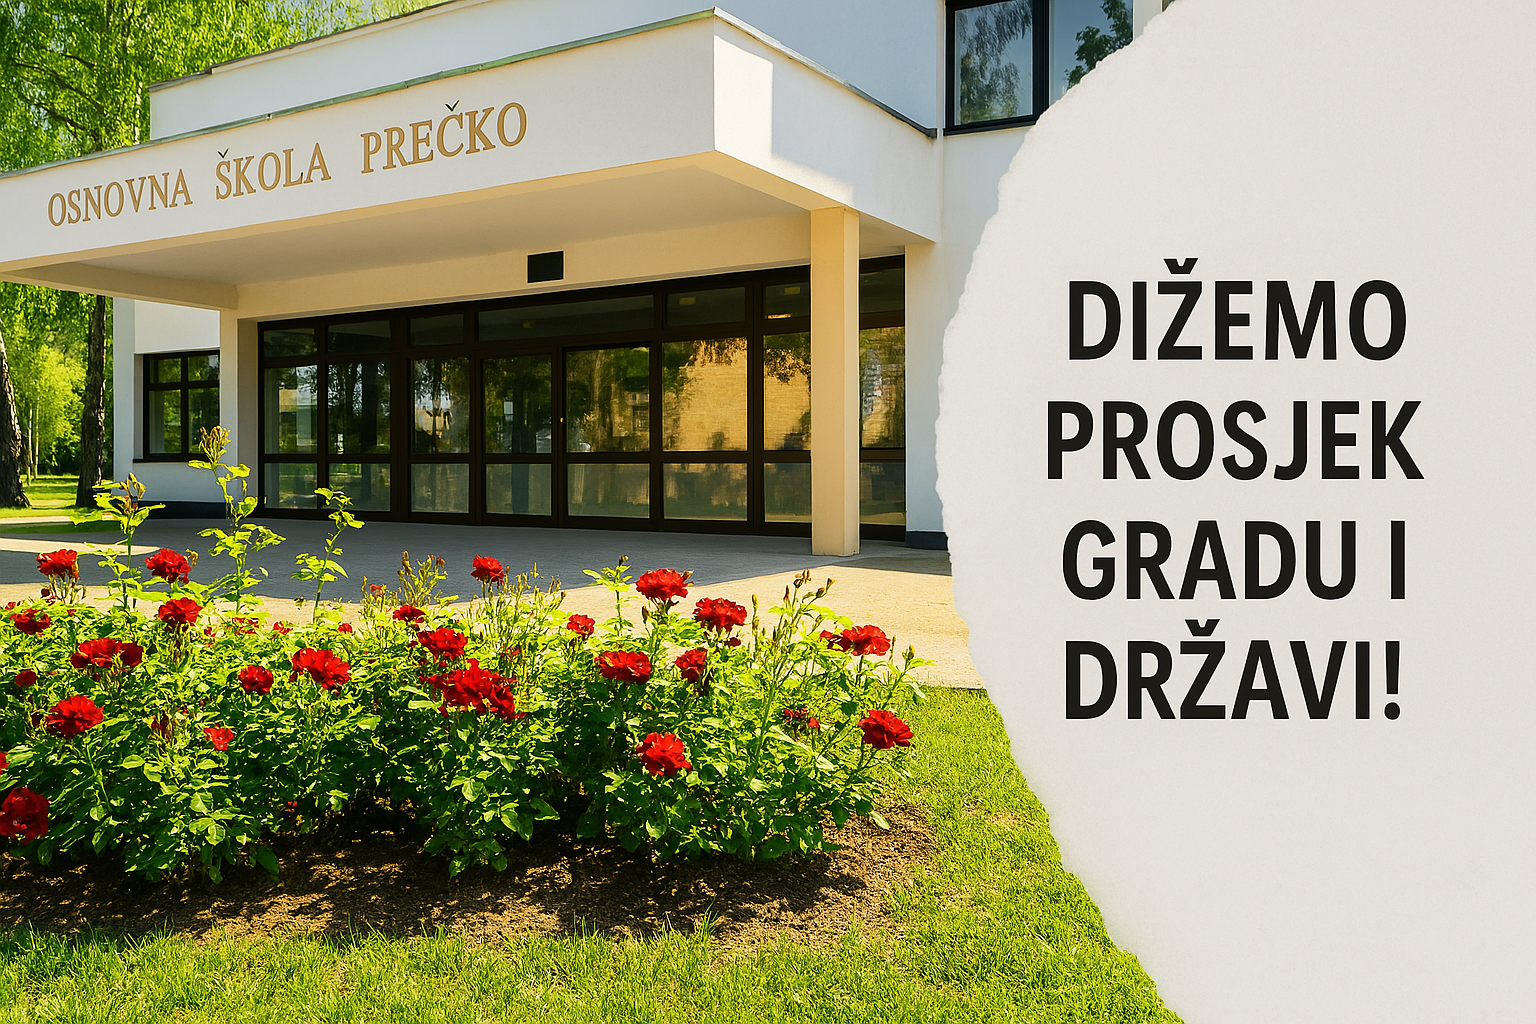 OSNOVNA ŠKOLA PREČKO
DIŽEMO
PROSJEK
GRADU I
DRŽAVI!